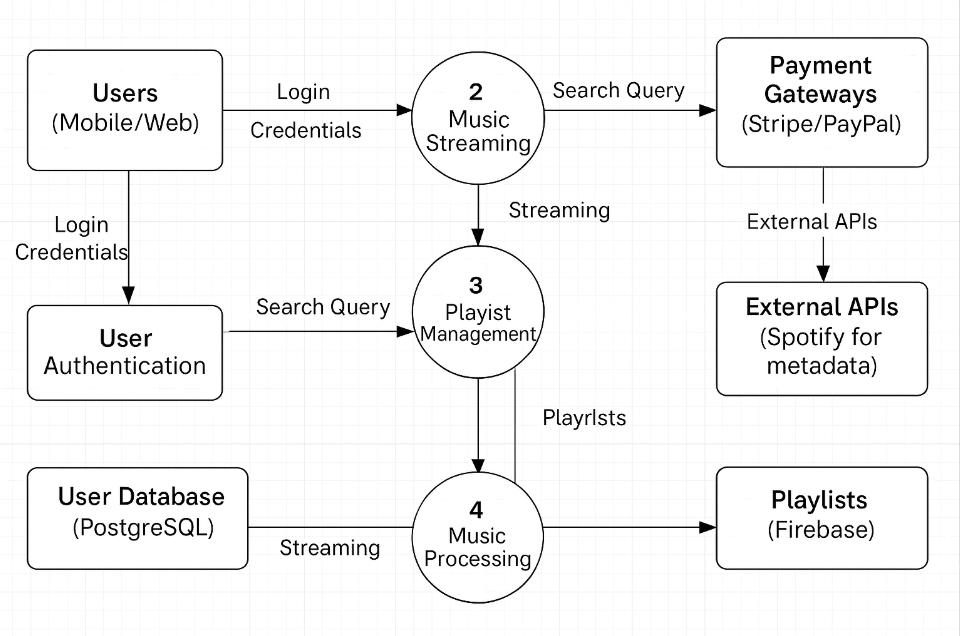 Users
(Mobile/Web)
Login
Credentials
2
Music
Streaming
Search Query
Payment
Gateways
(Stripe/PayPal)
Login
Credentials
Streaming
External APIs
User
Authentication
Search Query
3
Playist
Management
External APIs
(Spotify for
metadata)
PlayrIsts
User Database
(PostgreSQL)
Streaming
4
Music
Processing
Playlists
(Firebase)